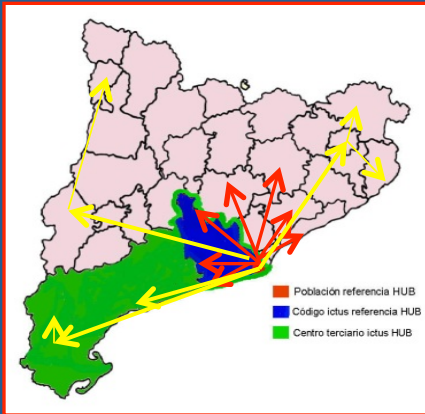 Población referencia HUB
Código ictus referencia HUB
Centro terciario ictus HUB